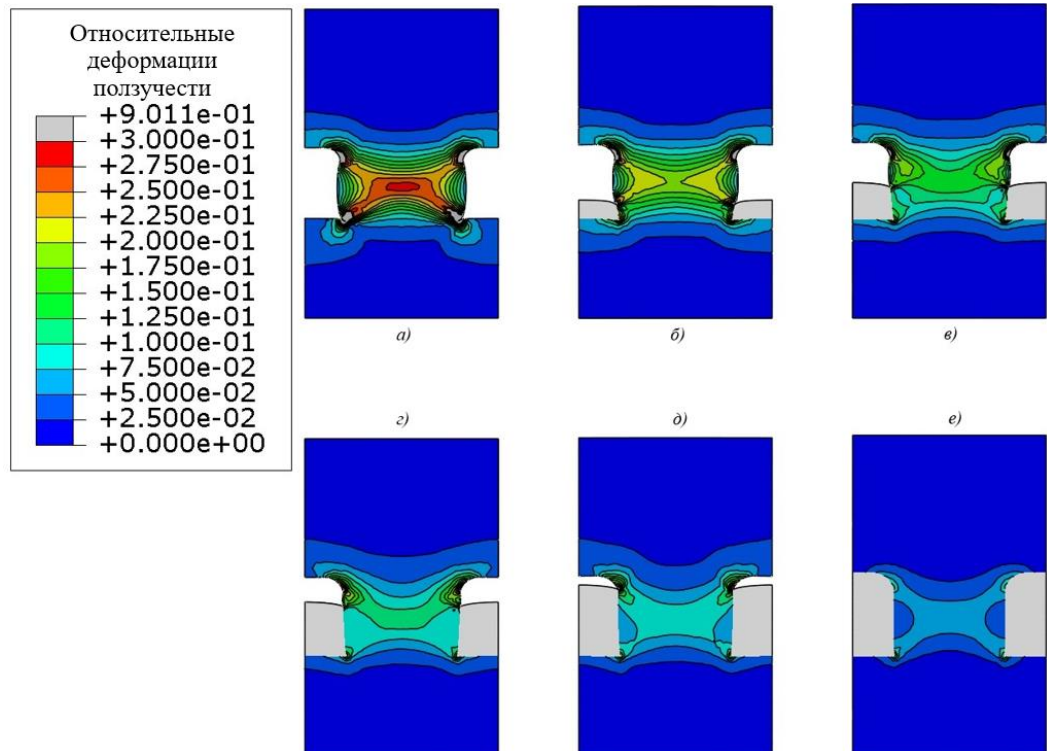 Относительные
деформации
ползучести
+9.011e-01
+3.000e-01
+2.750e-01
+2.500e-01
+2.250e-01
+2.000e-01
+1.750e-01
+1.500e-01
+1.250e-01
+1.000e-01
+7.500e-02
+5.000e-02
+2.500e-02
+0.000e+00
а)
б)
в)
г)
д)
е)